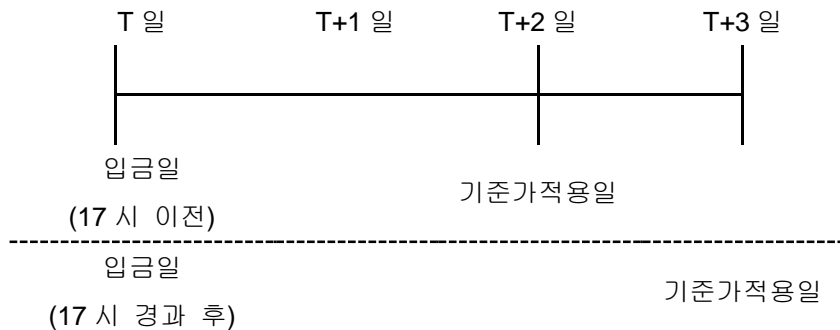 T 일 T+1 일 T+2 일 T+3 일
입금일
(17 시 이전)
기준가적용일
입금일
(17 시 경과 후)
기준가적용일